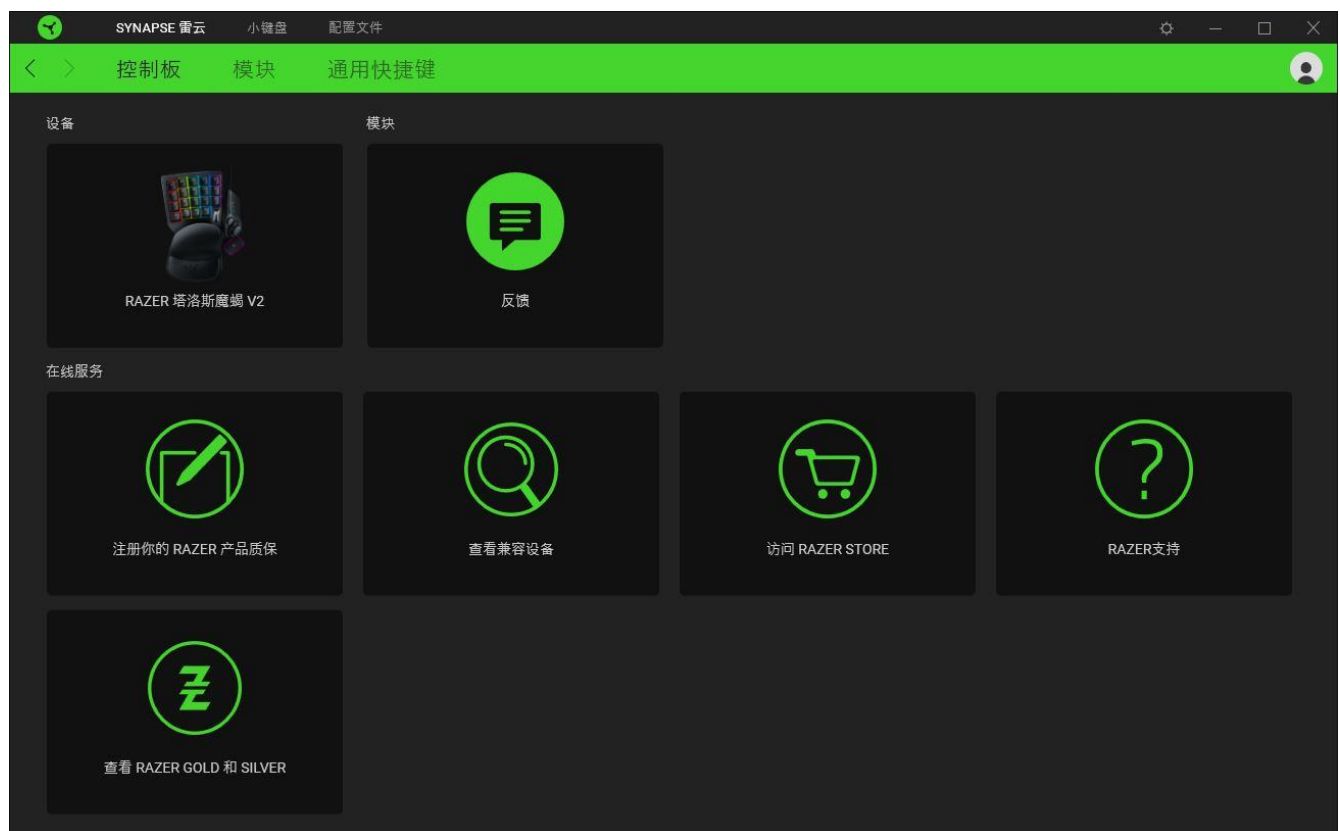 SYNAPSE 雷云 小键盘 配置文件
控制板 模块 通用快捷键
设备 模块
RAZER 塔洛斯魔蝎 V2 反馈
在线服务
注册你的 RAZER 产品质保 查看兼容设备 访问 RAZER STORE RAZER支持
查看 RAZER GOLD 和 SILVER